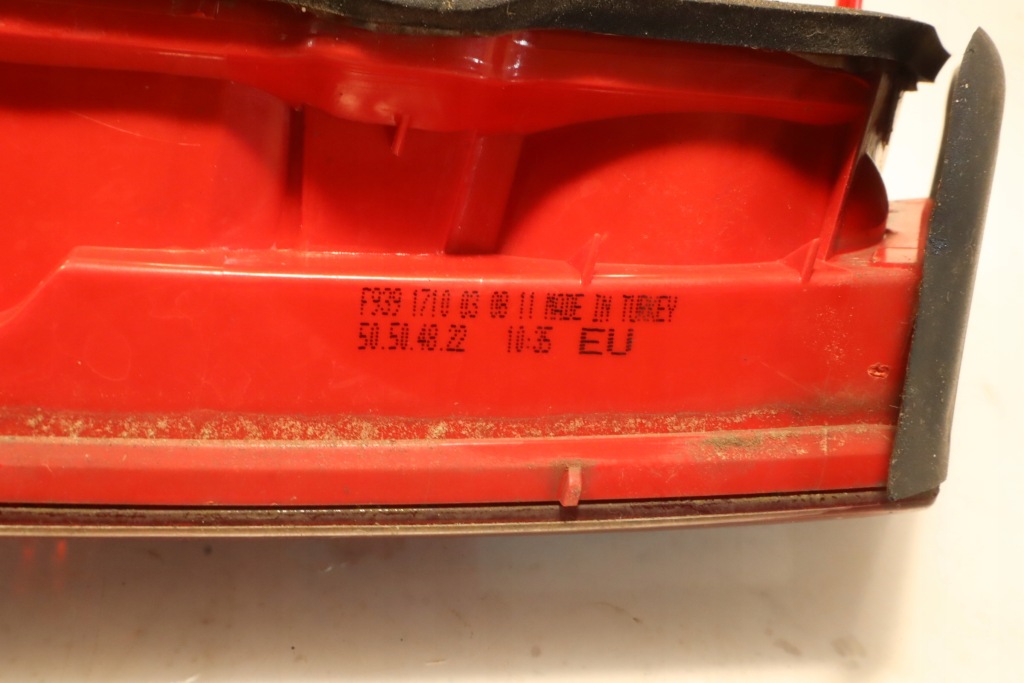 F939 1710 03 08 11 MADE IN TURKEY
50.50.48.22 10:35 EU